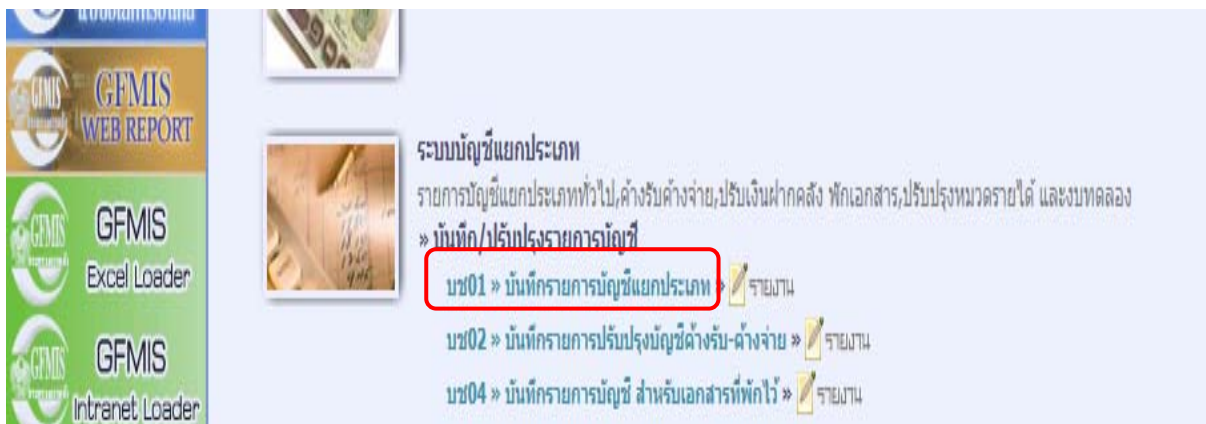 GFMIS
WEB REPORT
GFMIS
Excel Loader
GFMIS
Intranet Loader
ระบบบัญชีแยกประเภท
รายการบัญชีแยกประเภททั่วไป,ค้างรับค้างจ่าย,ปรับเงินฝากคลัง พักเอกสาร,ปรับปรุงหมวดรายได้ และงบทดลอง
» บันทึก/ปรับปรุงรายการบัญชี
บช01 » บันทึกรายการบัญชีแยกประเภท » รายงาน
บช02 » บันทึกรายการปรับปรุงบัญชีค้างรับ-ค้างจ่าย » รายงาน
บช04 » บันทึกรายการบัญชี สำหรับเอกสารที่พักไว้ » รายงาน